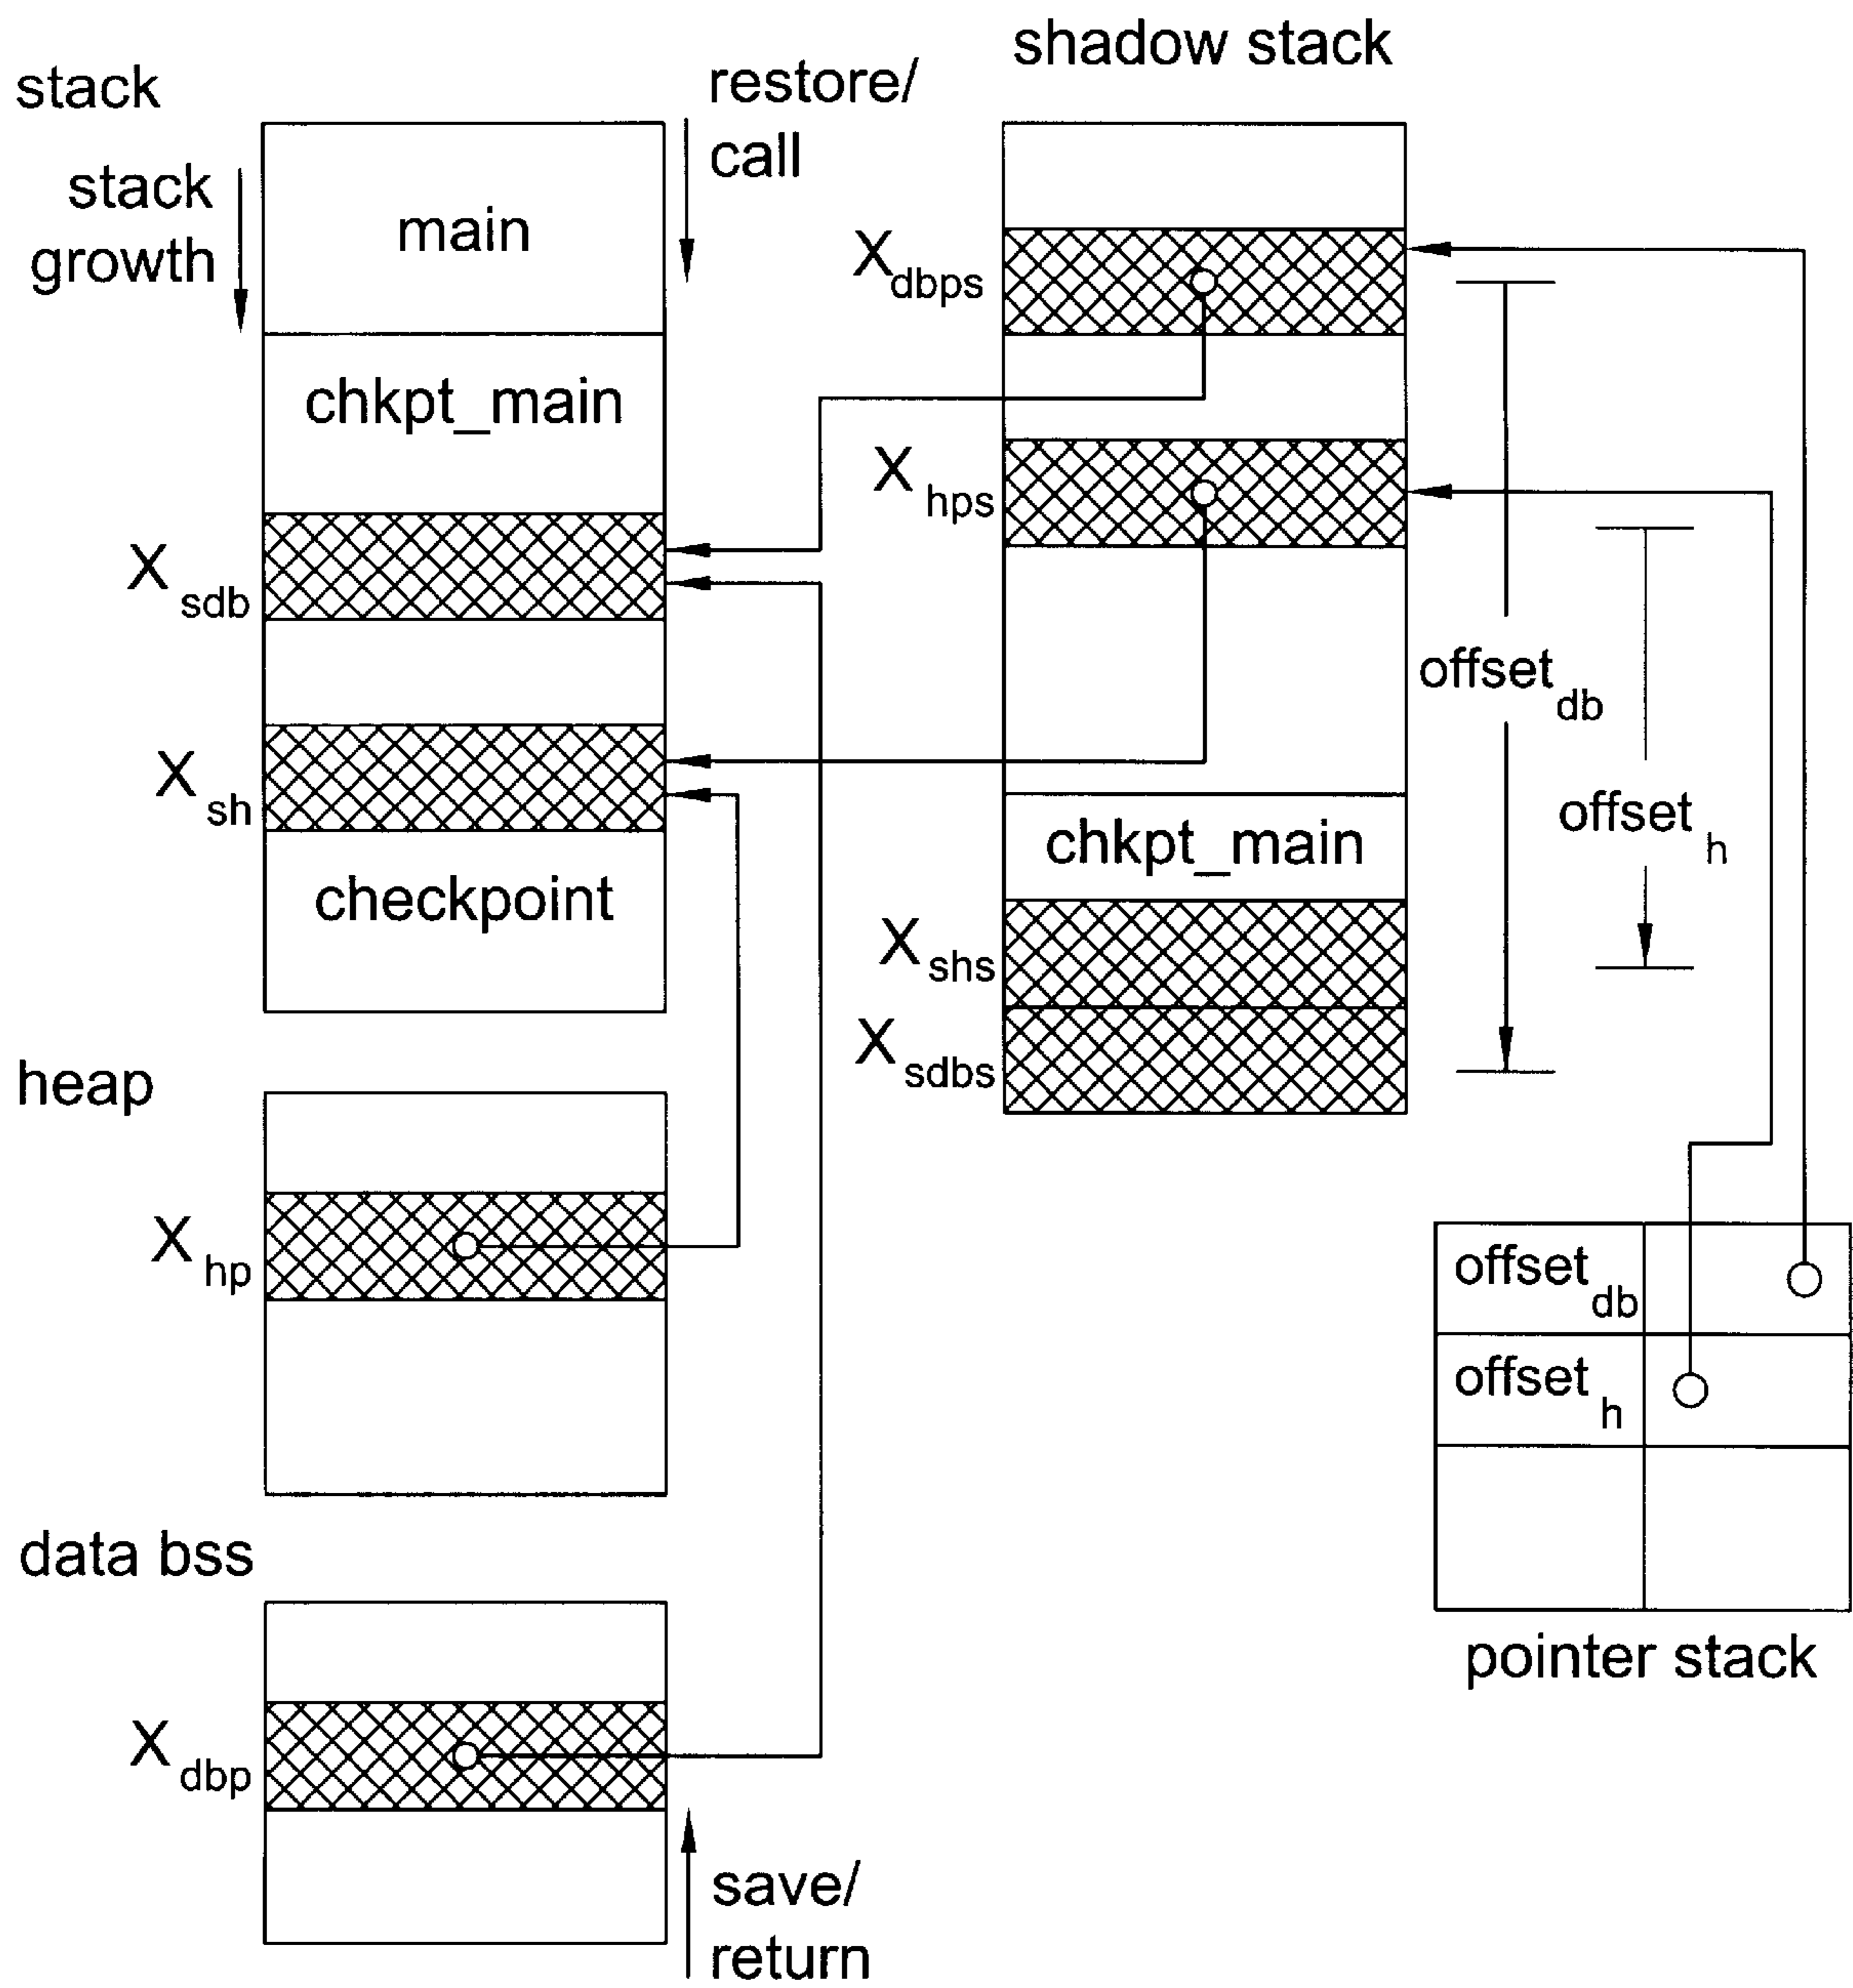 stack
stack
growth
restore/
call
main
chkpt_main
X sdb
X sh
checkpoint
heap
X hp
data bss
X dbp
save/
return
shadow stack
X dbps
X hps
chkpt_main
X shs
X sdbs
offset db
offset h
offset db
offset h
pointer stack